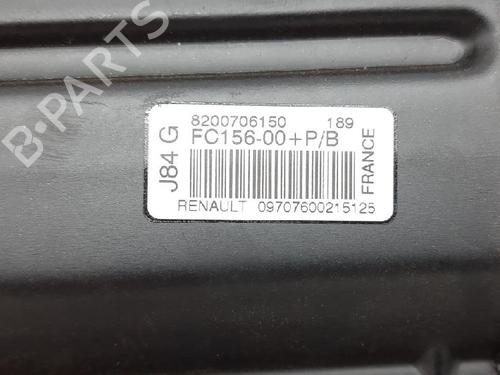 8200706150 189
FC156-00+P/B
J84 G
FRANCE
RENAULT 09707600215125
B-PARTS